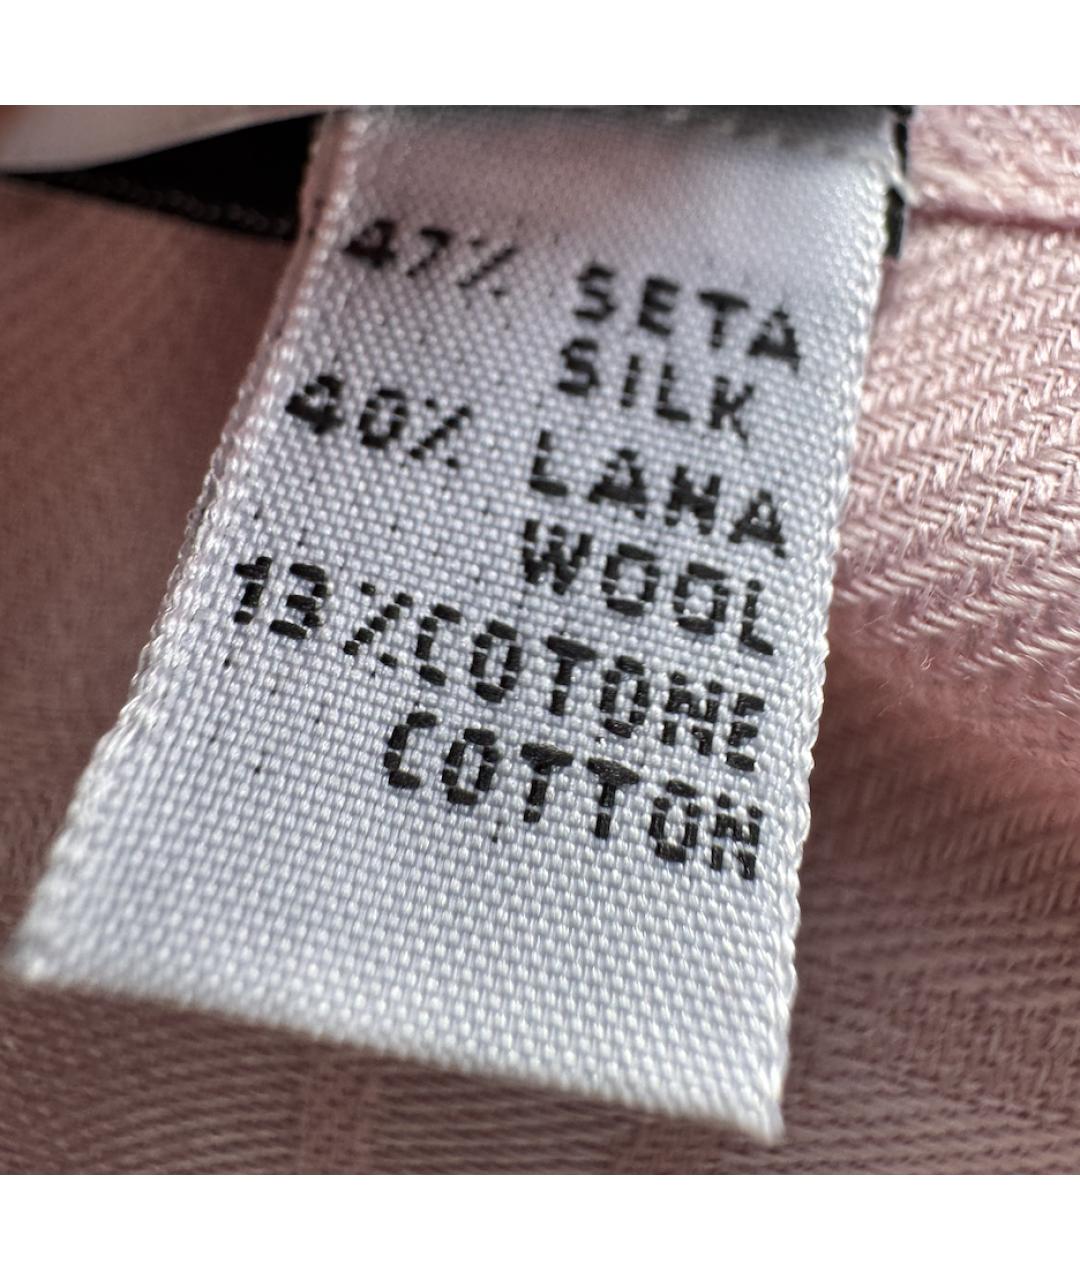 47% SETA
SILK
40% LANA
WOOL
13%COTONE
COTTON